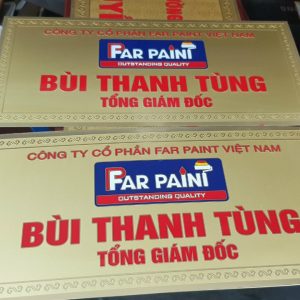 CÔNG TY CỔ PHẦN FAR PAINT VIỆT NAM
FAR PAINT
OUTSTANDING QUALITY
BÙI THANH TÙNG
TỔNG GIÁM ĐỐC
CÔNG TY CỔ PHẦN FAR PAINT VIỆT NAM
FAR PAINT
OUTSTANDING QUALITY
BÙI THANH TÙNG
TỔNG GIÁM ĐỐC